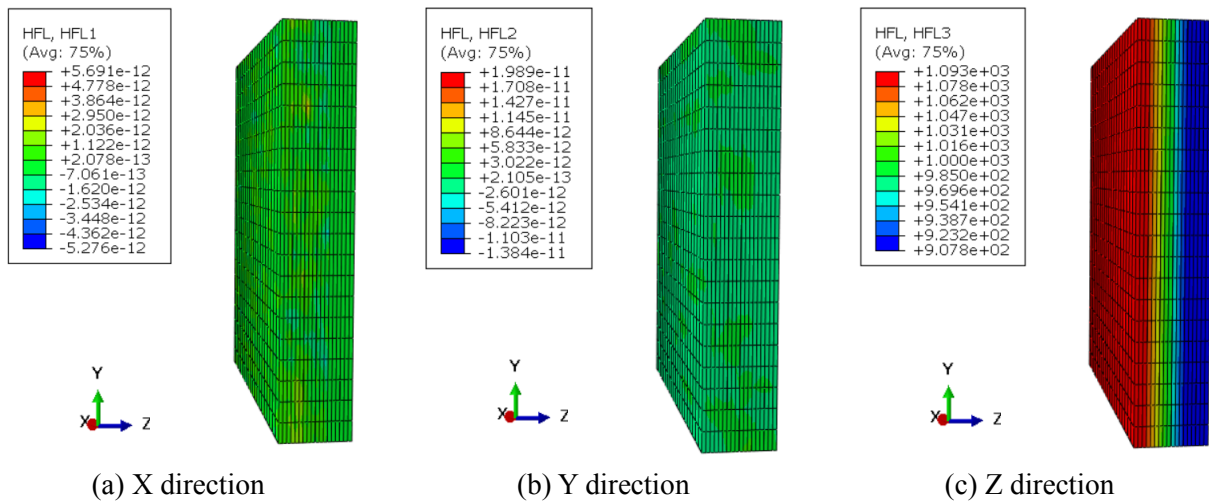 HFL, HFL1
(Avg: 75%)
+5.691e-12
+4.778e-12
+3.864e-12
+2.950e-12
+2.036e-12
+1.122e-12
+2.078e-13
-7.061e-13
-1.620e-12
-2.534e-12
-3.448e-12
-4.362e-12
-5.276e-12
Y
X
Z
(a) X direction
HFL, HFL2
(Avg: 75%)
+1.989e-11
+1.708e-11
+1.427e-11
+1.145e-11
+8.644e-12
+5.833e-12
+3.022e-12
+2.105e-13
-2.601e-12
-5.412e-12
-8.223e-12
-1.103e-11
-1.384e-11
Y
X
Z
(b) Y direction
HFL, HFL3
(Avg: 75%)
+1.093e+03
+1.078e+03
+1.062e+03
+1.047e+03
+1.031e+03
+1.016e+03
+1.000e+03
+9.850e+02
+9.696e+02
+9.541e+02
+9.387e+02
+9.232e+02
+9.078e+02
Y
X
Z
(c) Z direction